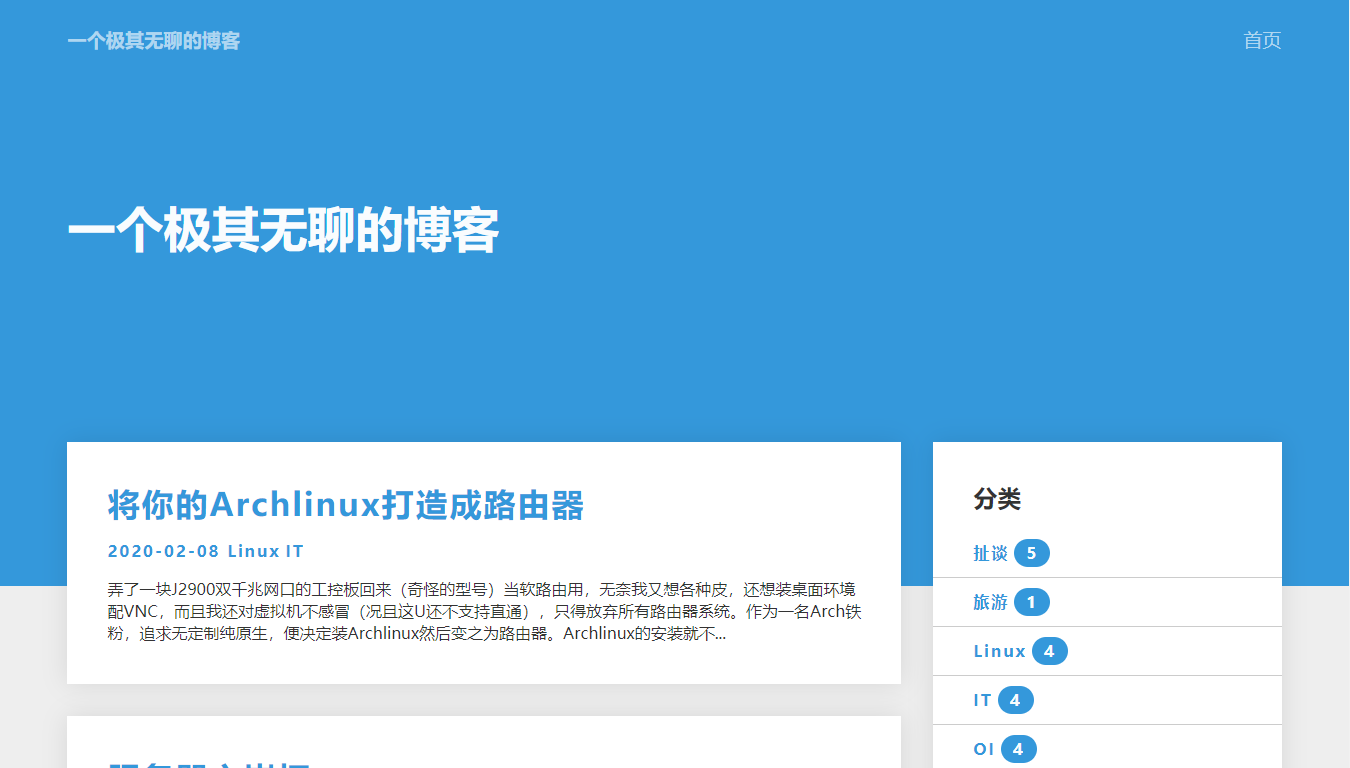 一个极其无聊的博客
首页
一个极其无聊的博客
将你的Archlinux打造成路由器
2020-02-08 Linux IT
弄了一块J2900双千兆网口的工控板回来（奇怪的型号）当软路由用，无奈我又想各种皮，还想装桌面环境
配VNC，而且我还对虚拟机不感冒（况且这U还不支持直通），只得放弃所有路由器系统。作为一名Arch铁
粉，追求无定制纯原生，便决定装Archlinux然后变之为路由器。Archlinux的安装就不...
分类
扯谈 5
旅游 1
Linux 4
IT 4
OI 4